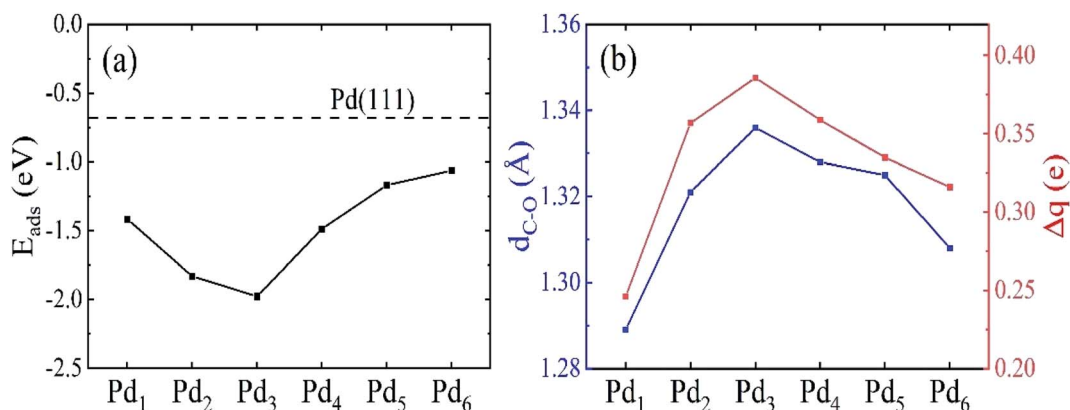 (a)
E_ads (eV)
0.0
-0.5
-1.0
-1.5
-2.0
-2.5
Pd(111)
Pd₁ Pd₂ Pd₃ Pd₄ Pd₅ Pd₆
(b)
d_C-O (Å)
1.36
1.34
1.32
1.30
1.28
Δq (e)
0.40
0.35
0.30
0.25
0.20
Pd₁ Pd₂ Pd₃ Pd₄ Pd₅ Pd₆